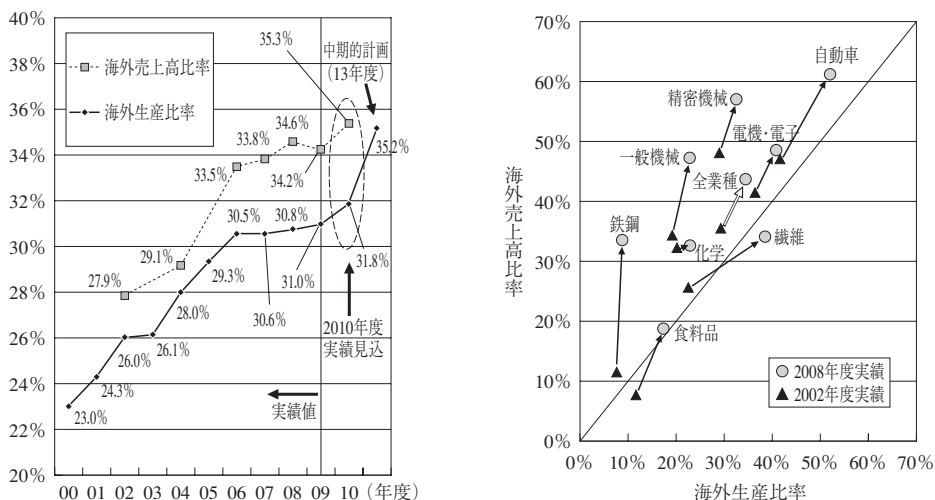 40%
38%
36%
34%
32%
30%
28%
26%
24%
22%
20%
海外売上高比率
海外生産比率
35.3%
中期的計画
(13年度)
33.8%
34.6%
35.2%
33.5%
34.2%
30.5%
30.8%
29.1%
27.9%
29.3%
31.0%
31.8%
28.0%
30.6%
2010年度
実績見込
26.0%
26.1%
24.3%
実績値
23.0%
00 01 02 03 04 05 06 07 08 09 10 (年度)
70%
60%
50%
40%
30%
20%
10%
0%
海外売上高比率
自動車
精密機械
電機・電子
一般機械
全業種
鉄鋼
化学
繊維
食料品
2008年度実績
2002年度実績
0% 10% 20% 30% 40% 50% 60% 70%
海外生産比率